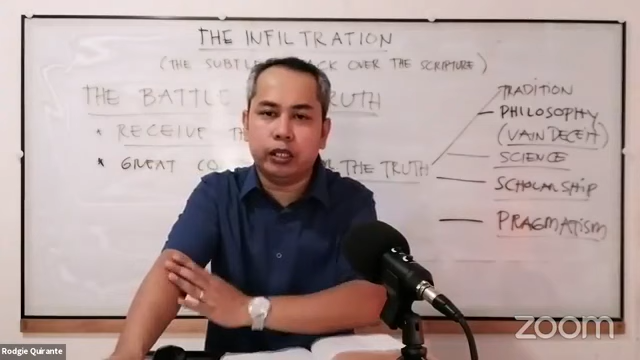 THE INFILTRATION
(THE SUBTLE OVER THE SCRIPTURE)
THE BATTLE TRUTH
* RECEIVE
* GREAT THE TRUTH
TRADITION
PHILOSOPHY
(VAIN DECEIT)
SCIENCE
SCHOLARSHIP
PRAGMATISM
zoom
Rodgie Quirante